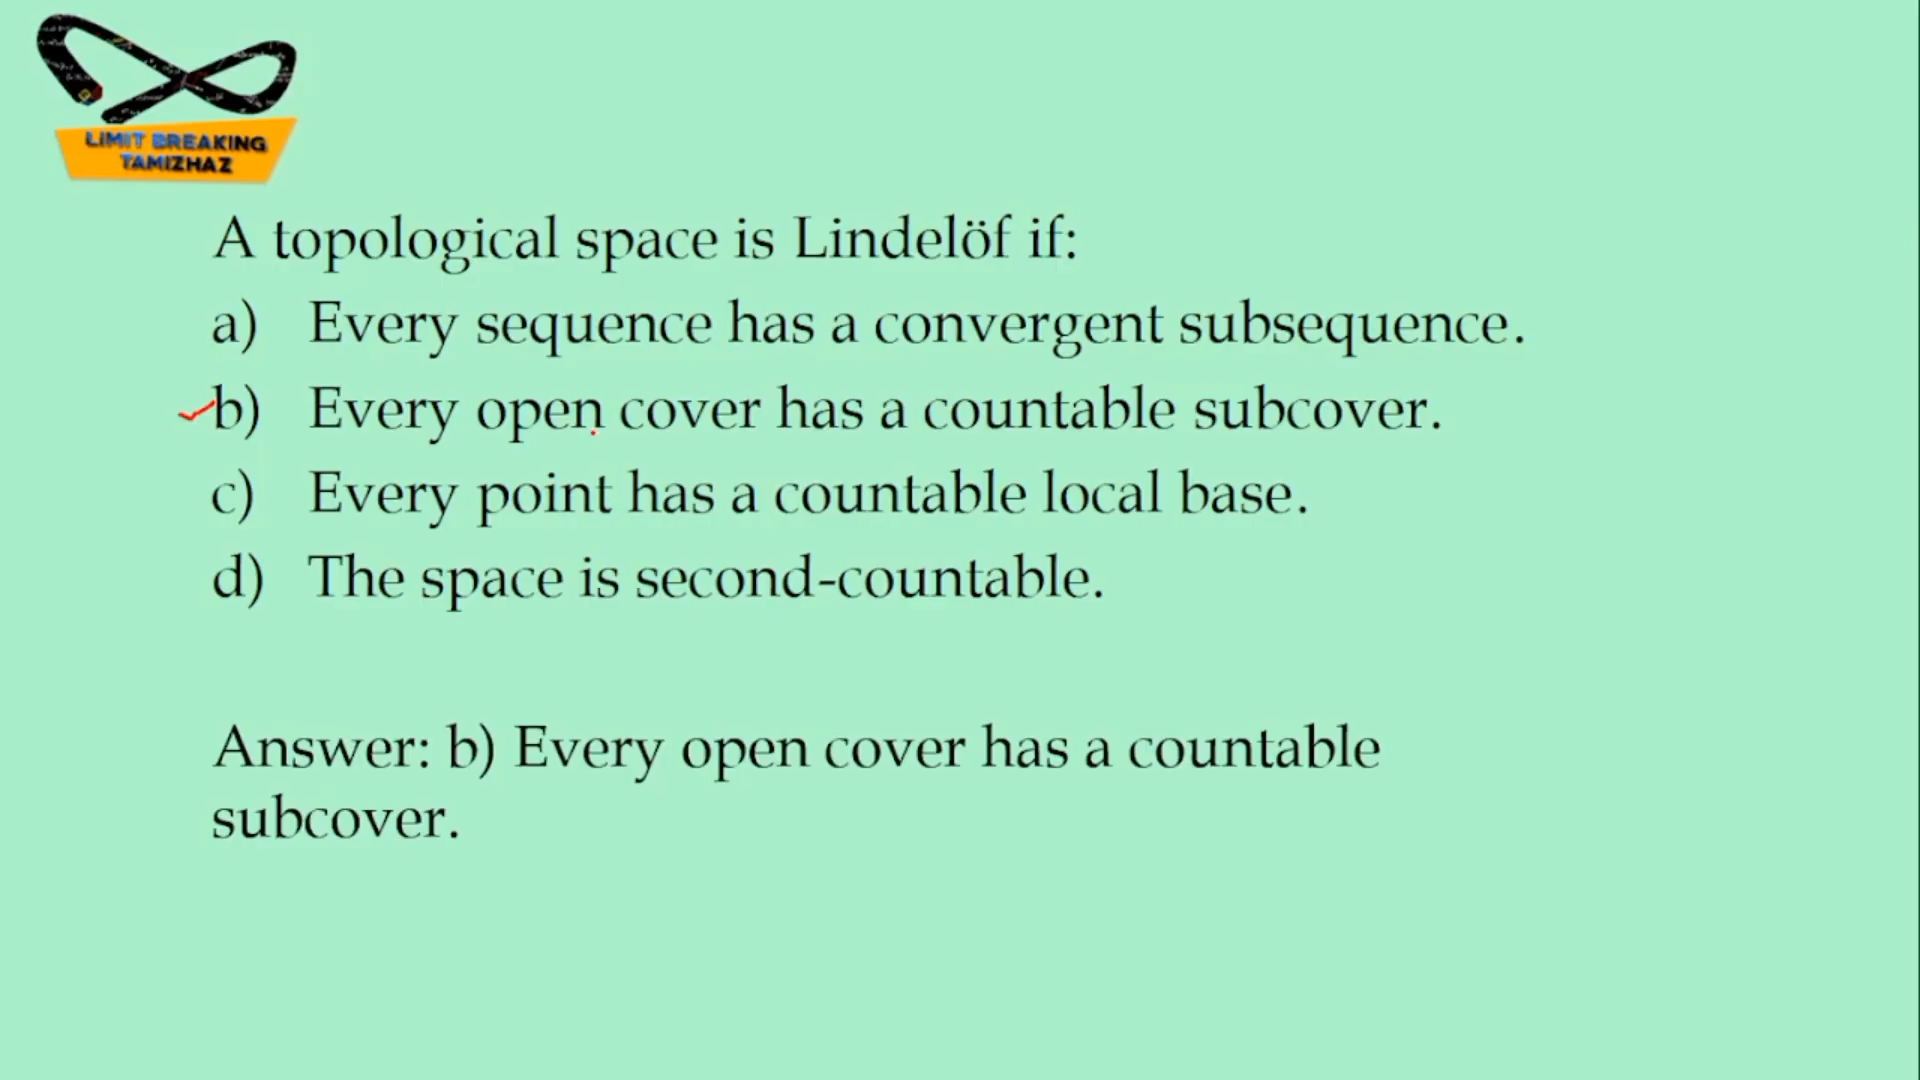 LIMIT BREAKING
TAMIZHAZ
A topological space is Lindelöf if:
a) Every sequence has a convergent subsequence.
b) Every open cover has a countable subcover.
c) Every point has a countable local base.
d) The space is second-countable.
Answer: b) Every open cover has a countable
subcover.